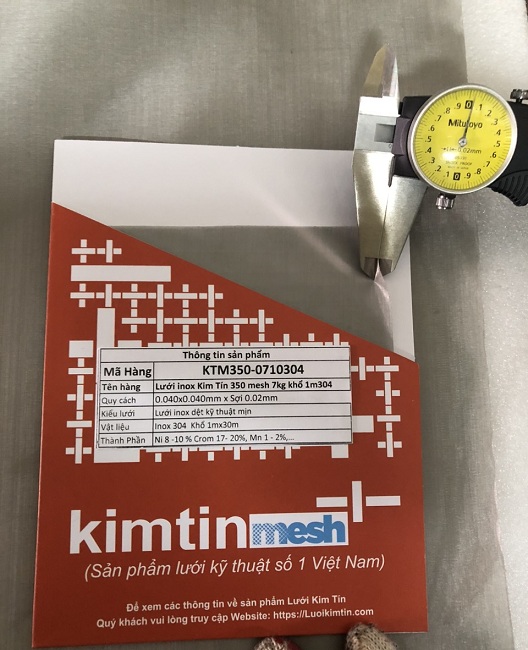 Mitutoyo
0.02mm
Thông tin sản phẩm
Mã Hàng KTM350-0710304
Tên hàng Lưới inox Kim Tín 350 mesh 7kg khổ 1m304
Quy cách 0.040x0.040mm x Sợi 0.02mm
Kiểu lưới Lưới inox dệt kỹ thuật mịn
Vật liệu Inox 304 Khổ 1mx30m
Thành Phần Ni 8 -10 % Crom 17- 20%, Mn 1 - 2%,...
kimtin mesh
(Sản phẩm lưới kỹ thuật số 1 Việt Nam)
Để xem các thông tin về sản phẩm Lưới Kim Tín
Quý khách vui lòng truy cập Website: https://Luoikimtin.com